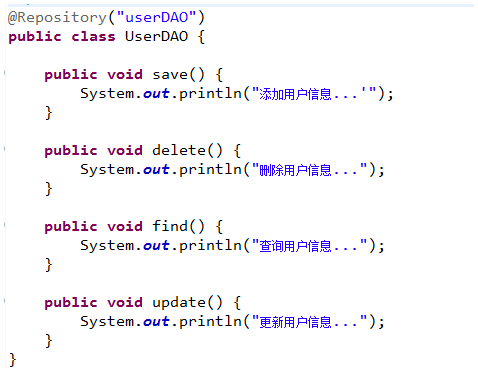 @Repository("userDAO")
public class UserDAO {
public void save() {
System.out.println("添加用户信息...'");
}
public void delete() {
System.out.println("删除用户信息...");
}
public void find() {
System.out.println("查询用户信息...");
}
public void update() {
System.out.println("更新用户信息...");
}
}